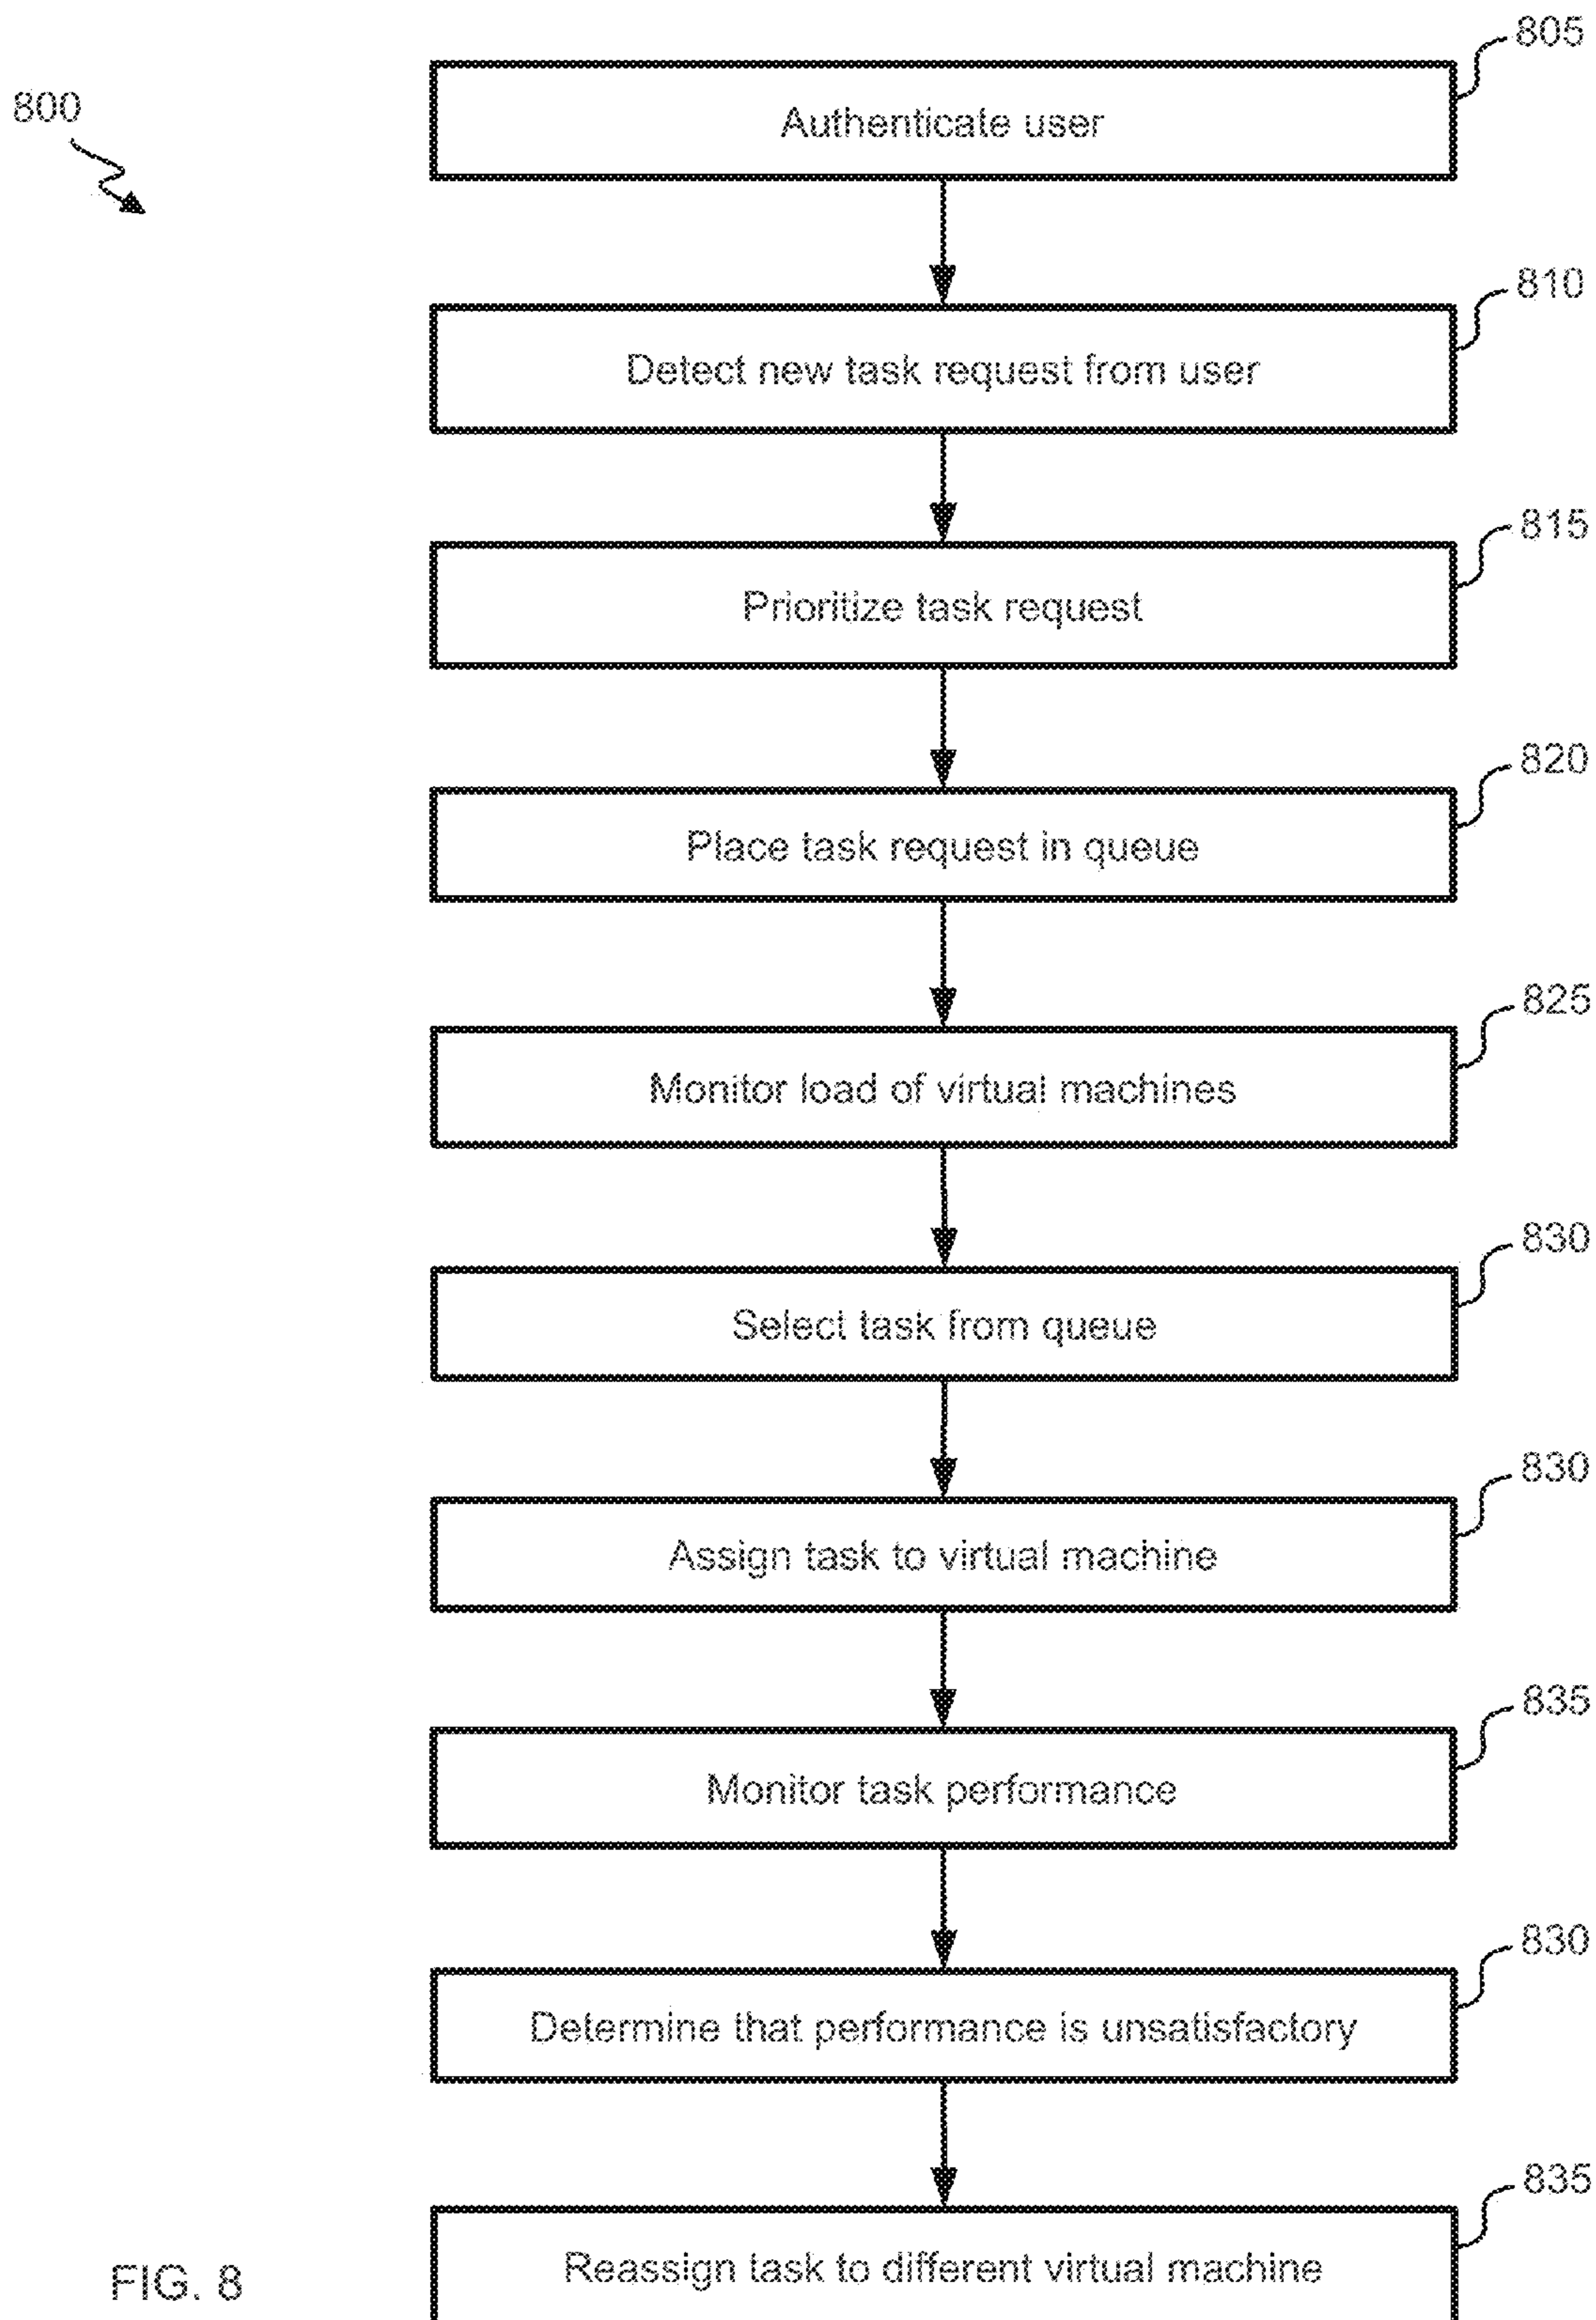 805
800
Authenticate user
810
Detect new task request from user
815
Prioritize task request
820
Place task request in queue
825
Monitor load of virtual machines
830
Select task from queue
830
Assign task to virtual machine
835
Monitor task performance
830
Determine that performance is unsatisfactory
835
Reassign task to different virtual machine
FIG. 8